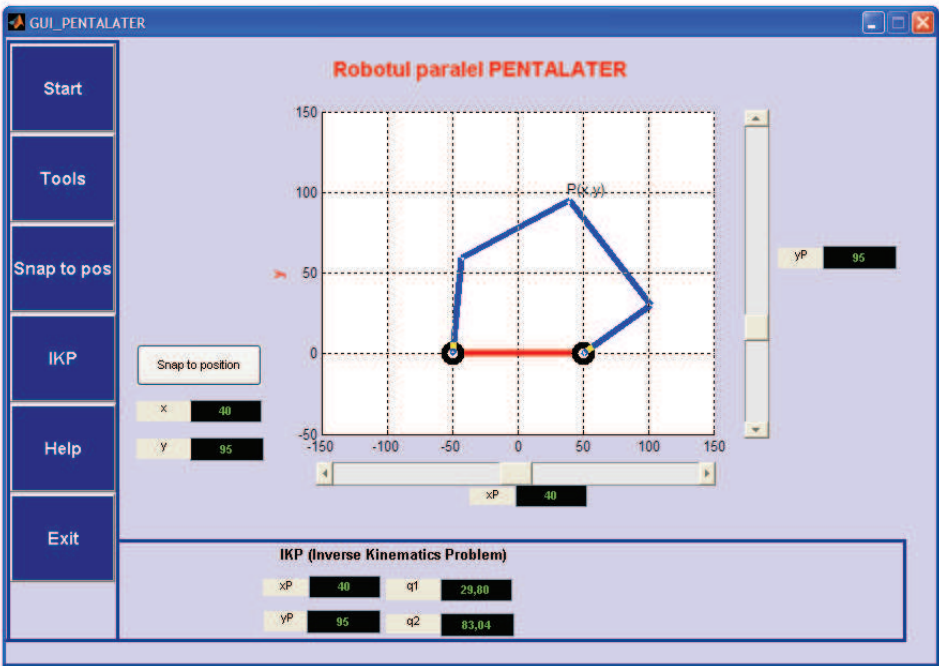 GUI_PENTALATER
Start
Tools
Snap to pos
IKP
Help
Exit
Robotul paralel PENTALATER
150
100
50
0
-50
y
P(x,y)
-150 -100 -50 0 50 100 150
yP 95
Snap to position
x 40
y 95
xP 40
IKP (Inverse Kinematics Problem)
xP 40 q1 29,80
yP 95 q2 83,04